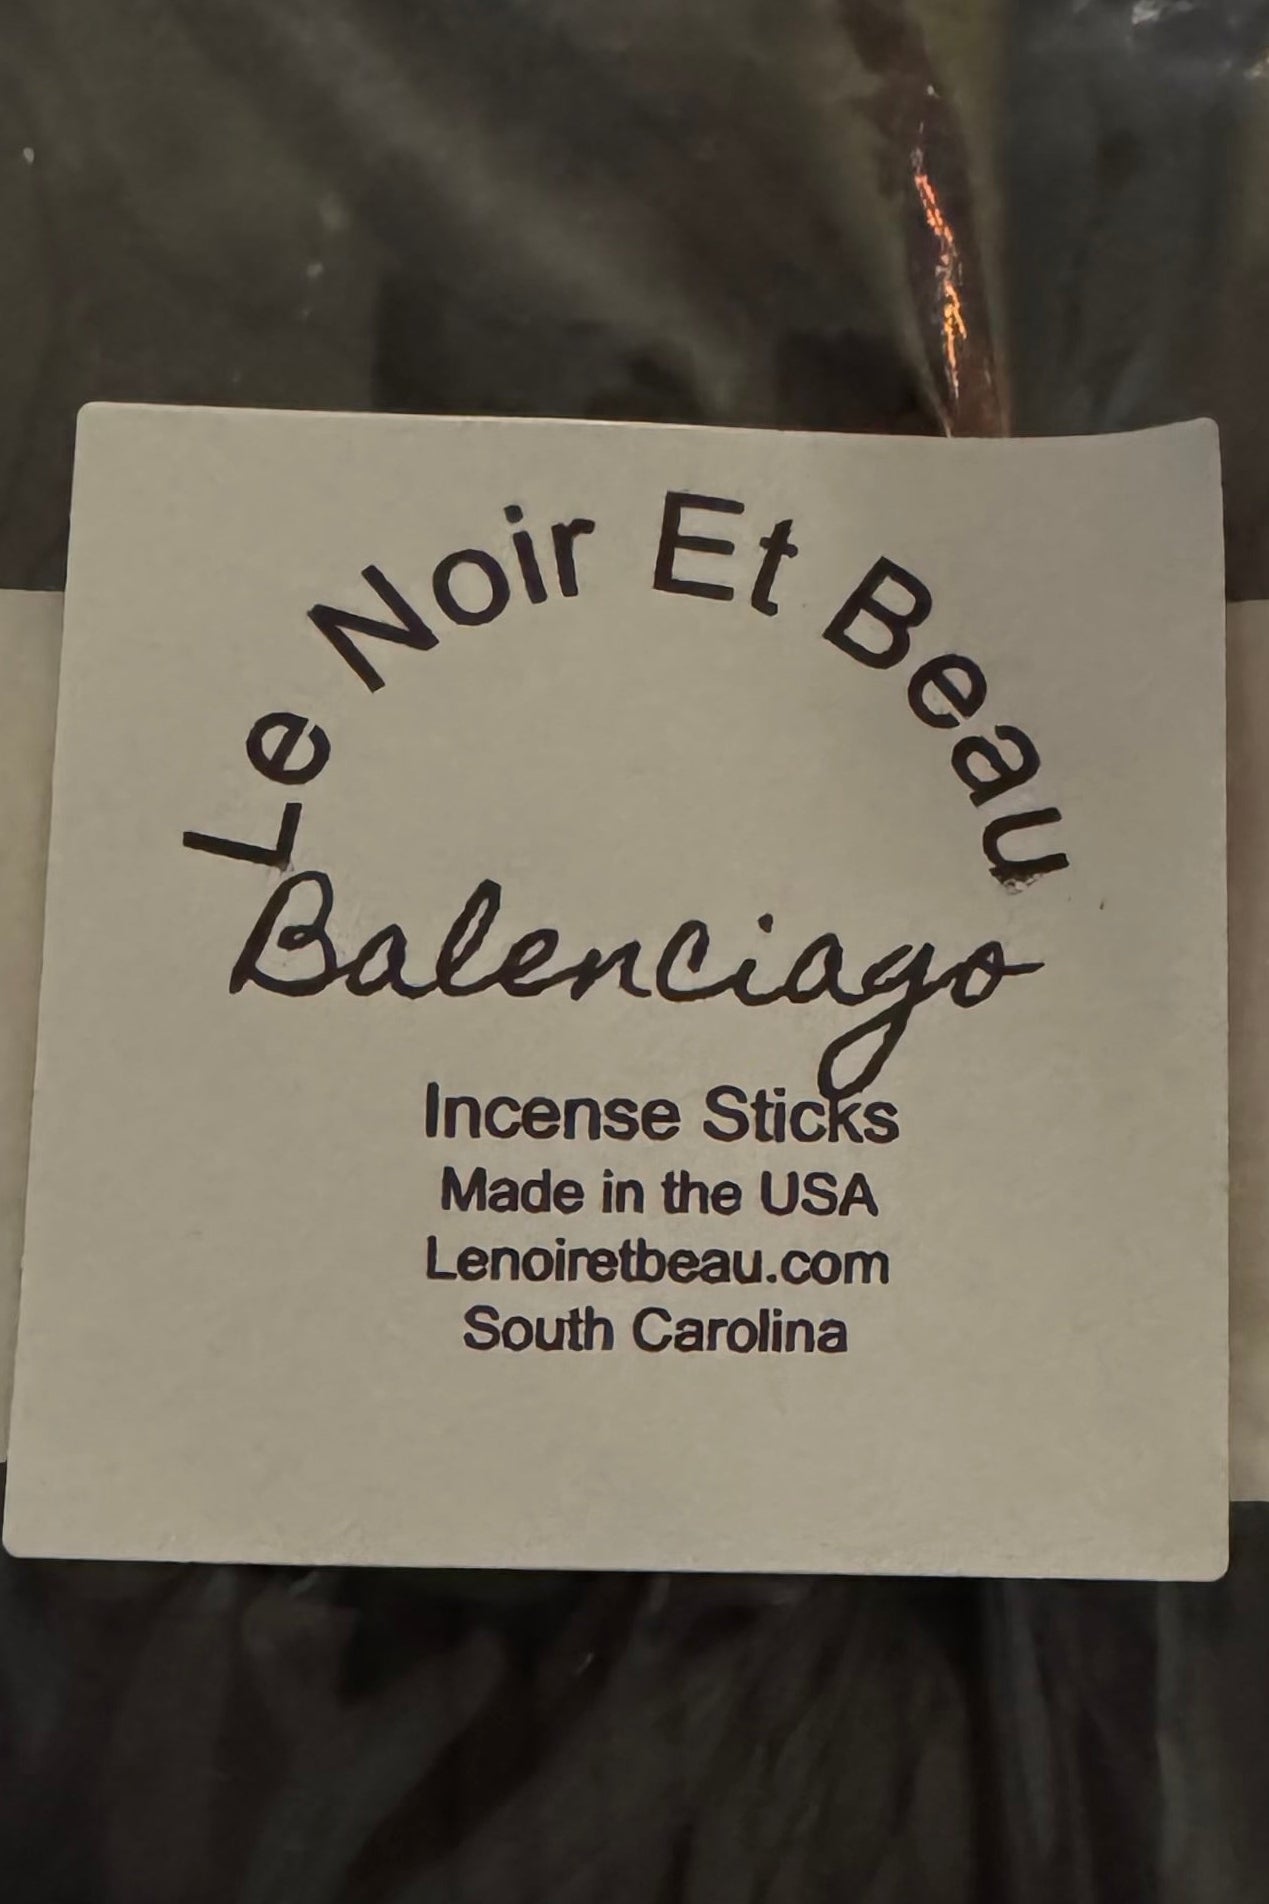 Le Noir Et Beau
Balenciago
Incense Sticks
Made in the USA
Lenoiretbeau.com
South Carolina